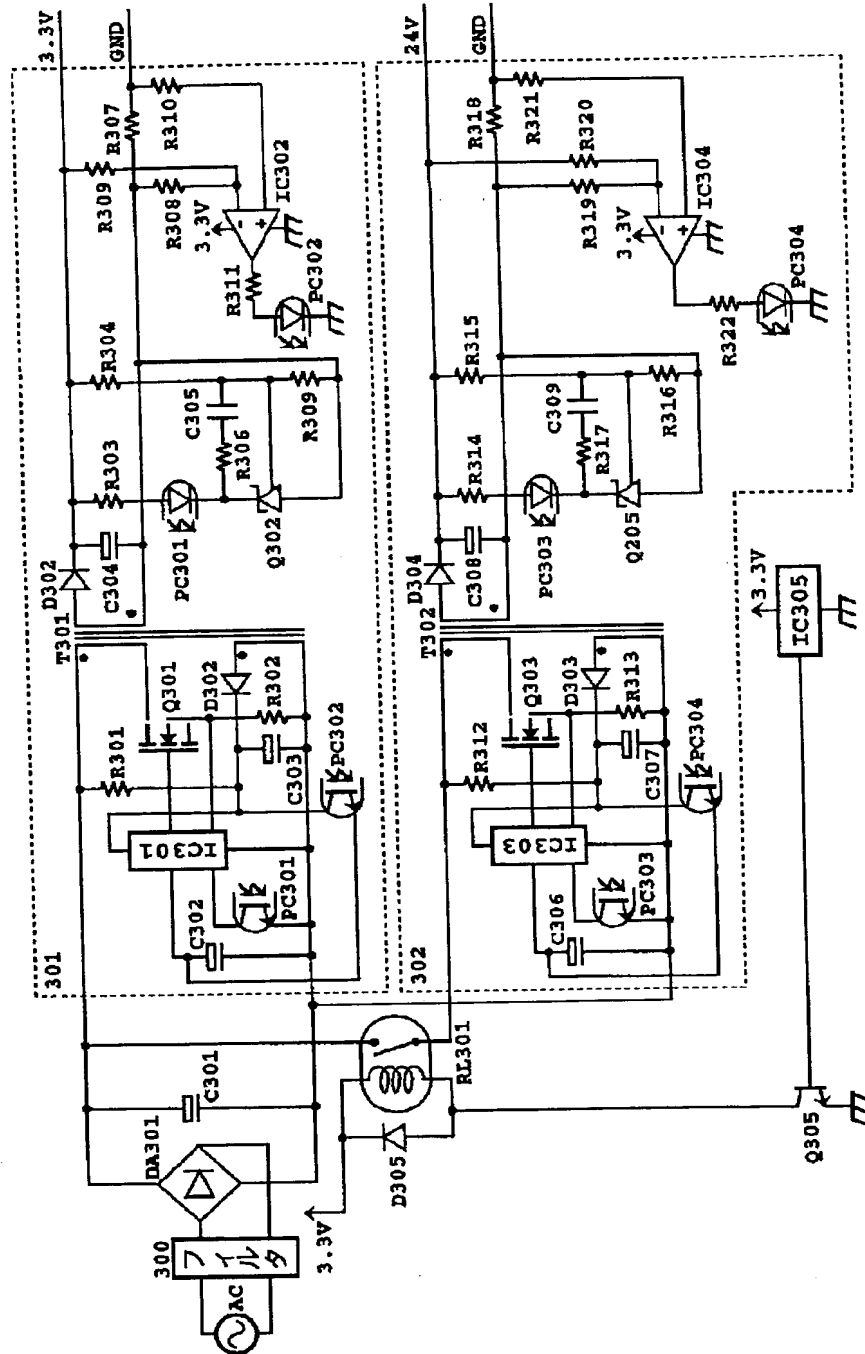 AC
300
フィルタ
DA301
C301
3.3V
D305
RL301
Q305
IC305
3.3V
301
C302
PC301
IC301
R301
Q301
D302
C303
R302
PC302
T301
D302
C304
R303
PC301
Q302
R306
C305
R304
R309
R309
R308
R307
R310
3.3V
IC302
-
+
R311
PC302
3.3V
GND
302
C306
PC303
IC303
R312
Q303
D303
C307
R313
PC304
T302
D304
C308
R314
PC303
Q205
R317
C309
R315
R316
R318
R321
R320
R319
3.3V
IC304
-
+
R322
PC304
24V
GND